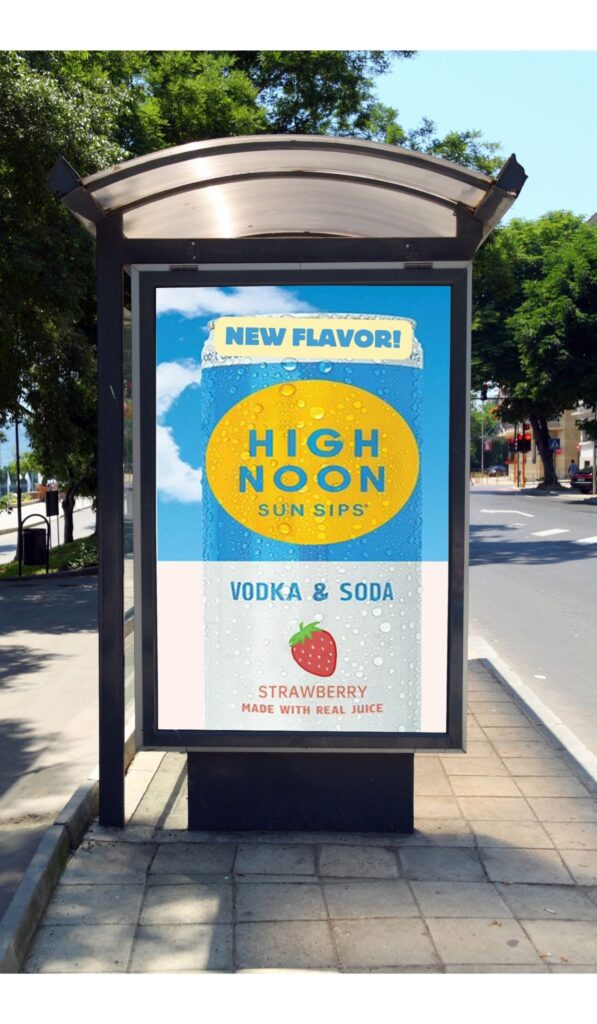 NEW FLAVOR!
HIGH
NOON
SUN SIPS®
VODKA & SODA
STRAWBERRY
MADE WITH REAL JUICE